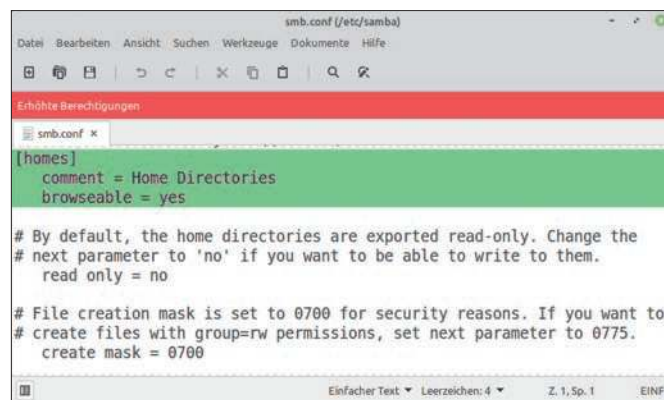 smb.conf (/etc/samba)
Datei Bearbeiten Ansicht Suchen Werkzeuge Dokumente Hilfe
Erhöhte Berechtigungen
smb.conf ×
[homes]
comment = Home Directories
browseable = yes
# By default, the home directories are exported read-only. Change the
# next parameter to 'no' if you want to be able to write to them.
read only = no
# File creation mask is set to 0700 for security reasons. If you want to
# create files with group=rw permissions, set next parameter to 0775.
create mask = 0700
Einfacher Text ▼ Leerzeichen: 4 ▼ Z. 1, Sp. 1 EINF